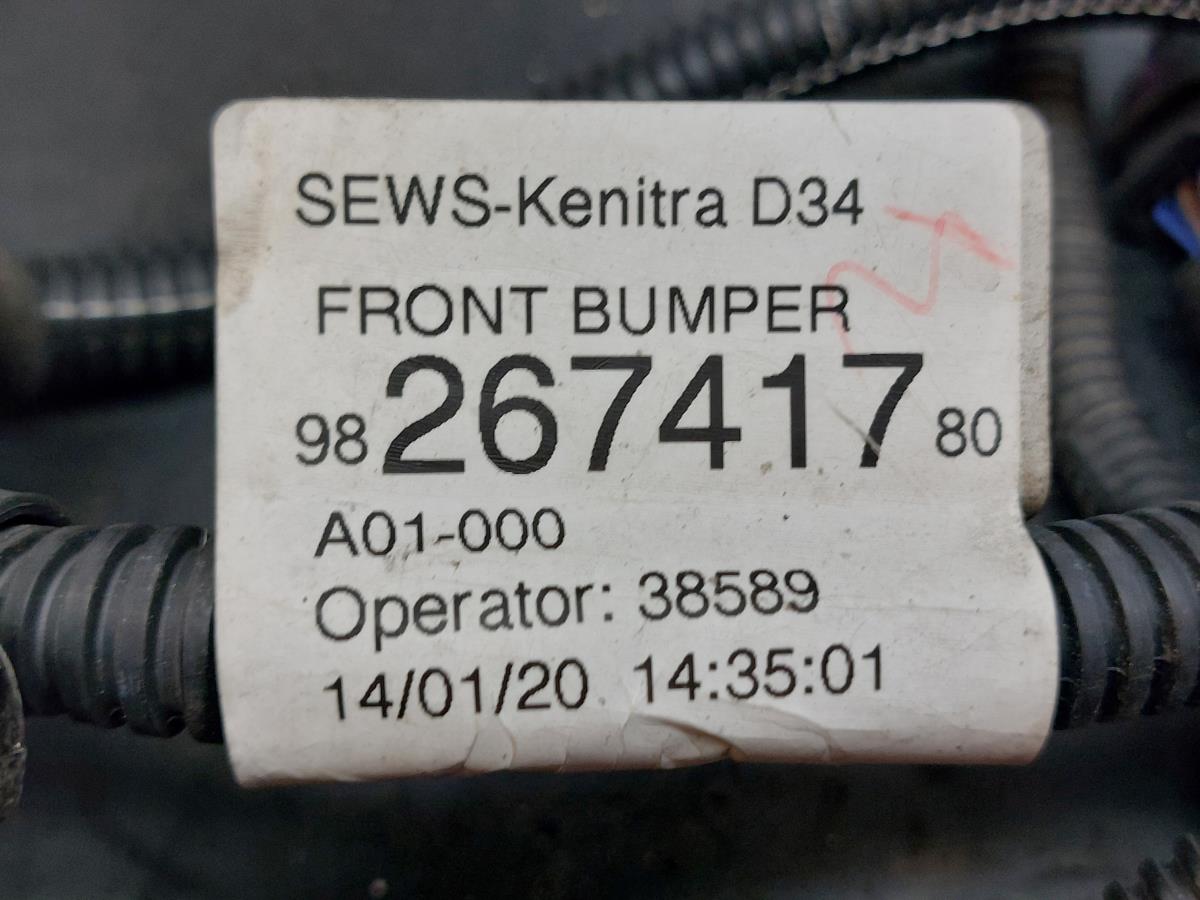 SEWS-Kenitra D34
FRONT BUMPER
98 267417 80
A01-000
Operator: 38589
14/01/20 14:35:01